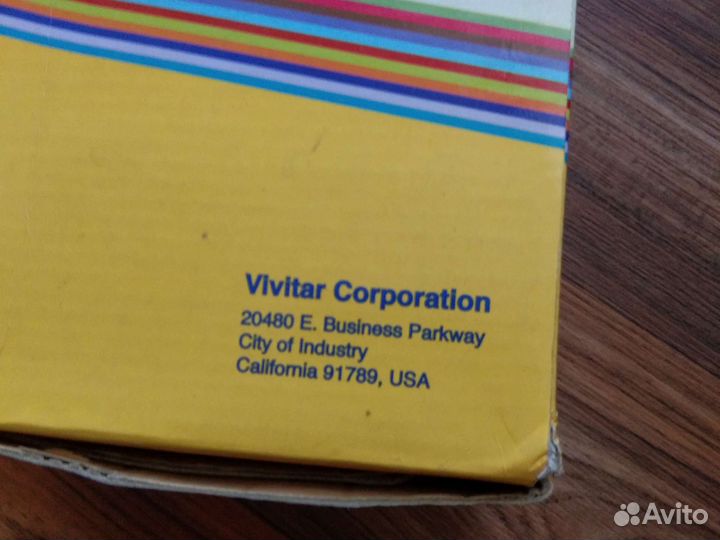 Vivitar Corporation
20480 E. Business Parkway
City of Industry
California 91789, USA
Avito